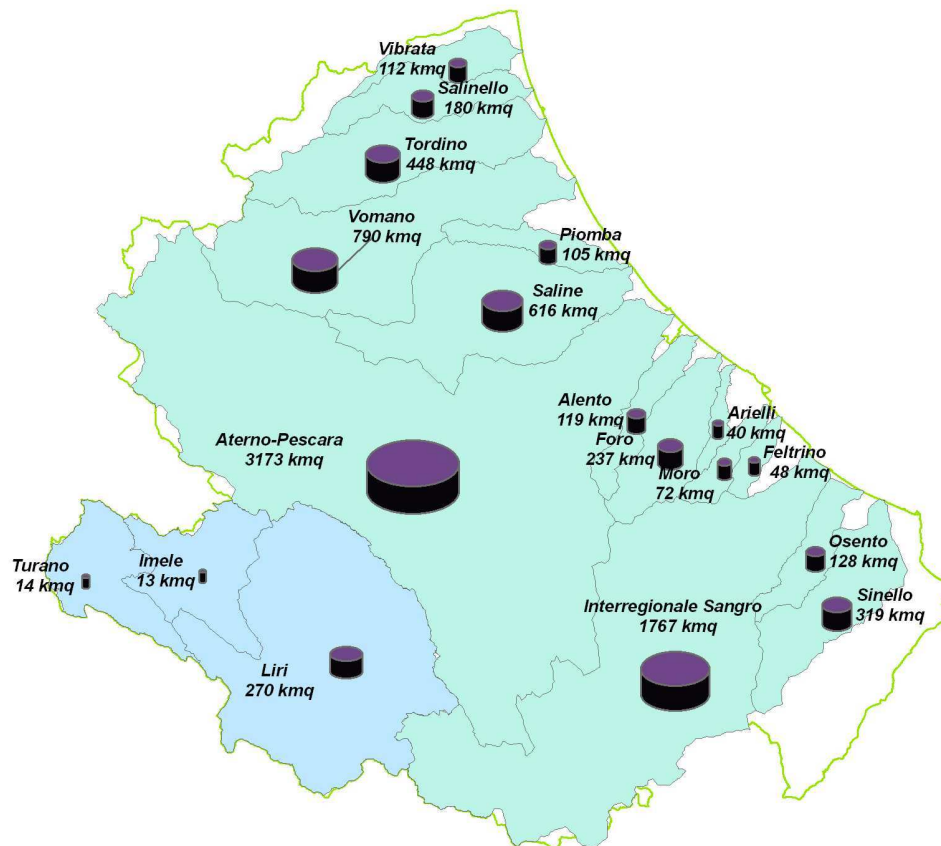 Vibrata
112 kmq
Salinello
180 kmq
Tordino
448 kmq
Vomano
790 kmq
Piomba
105 kmq
Saline
616 kmq
Alento
119 kmq
Arielli
40 kmq
Aterno-Pescara
3173 kmq
Foro
237 kmq
Feltrino
48 kmq
Moro
72 kmq
Turano
14 kmq
Imele
13 kmq
Osento
128 kmq
Interregionale Sangro
1767 kmq
Sinello
319 kmq
Liri
270 kmq